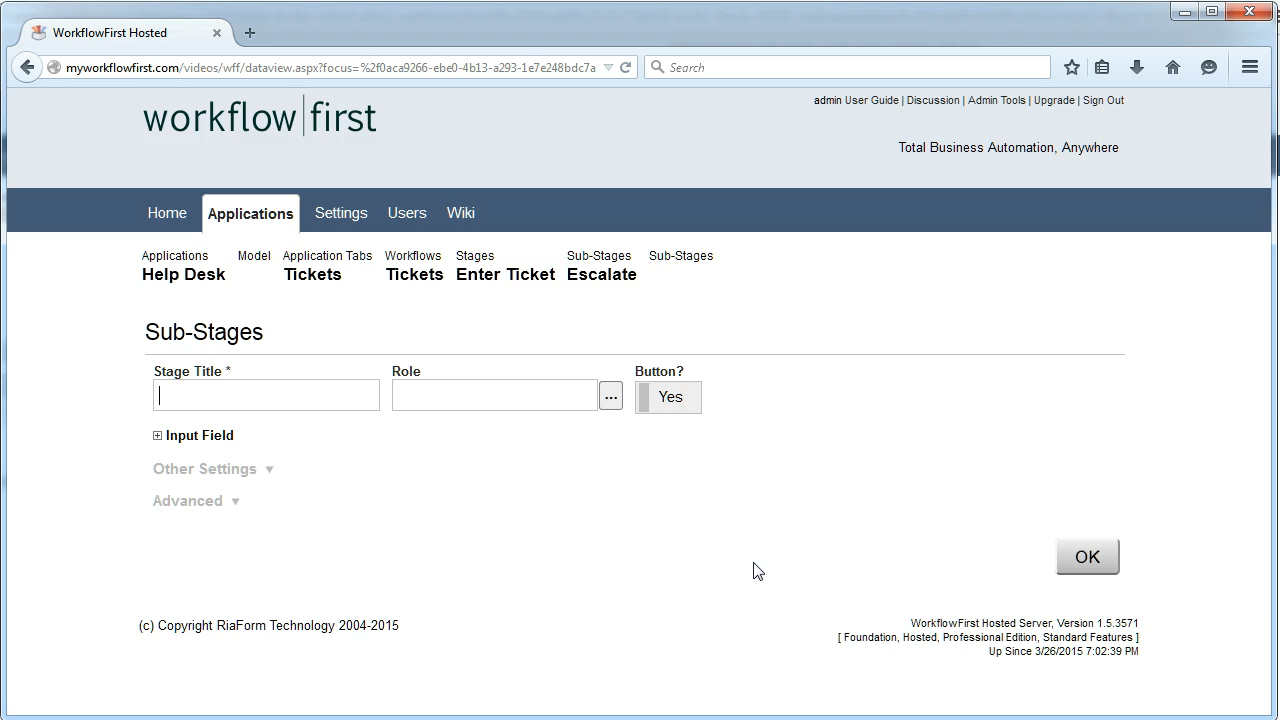 WorkflowFirst Hosted
myworkflowfirst.com/videos/wff/dataview.aspx?focus=%2f0aca9266-ebe0-4b13-a293-1e7e248bdc7a
Search
workflow|first
admin User Guide | Discussion | Admin Tools | Upgrade | Sign Out
Total Business Automation, Anywhere
Home Applications Settings Users Wiki
Applications Model Application Tabs Workflows Stages Sub-Stages Sub-Stages
Help Desk Tickets Tickets Enter Ticket Escalate
Sub-Stages
Stage Title * Role Button?
... Yes
Input Field
Other Settings
Advanced
OK
(c) Copyright RiaForm Technology 2004-2015
WorkflowFirst Hosted Server, Version 1.5.3571
[ Foundation, Hosted, Professional Edition, Standard Features ]
Up Since 3/26/2015 7:02:39 PM